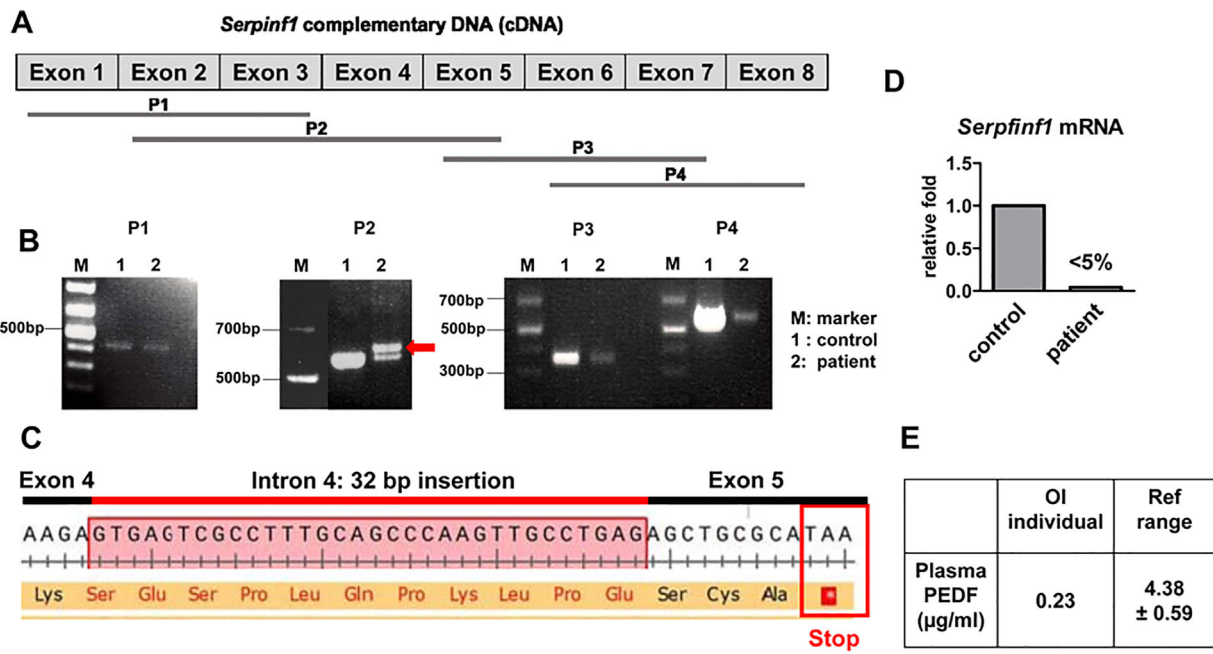 A
Serpinf1 complementary DNA (cDNA)
Exon 1 Exon 2 Exon 3 Exon 4 Exon 5 Exon 6 Exon 7 Exon 8
P1
P2
P3
P4
B
P1
M 1 2
500bp
P2
M 1 2
700bp
500bp
P3 P4
M 1 2 M 1 2
700bp
500bp
300bp
M: marker
1 : control
2: patient
C
Exon 4 Intron 4: 32 bp insertion Exon 5
AAGAGTGAGTCGCCTTTGCAGCCCAAGTTGCCTGAGAGCTGCGCATAA
Lys Ser Glu Ser Pro Leu Gln Pro Lys Leu Pro Glu Ser Cys Ala *
Stop
D
Serpfinf1 mRNA
relative fold
1.5
1.0
0.5
0.0
<5%
control
patient
E
OI individual
Ref range
Plasma PEDF (µg/ml)
0.23
4.38 ± 0.59